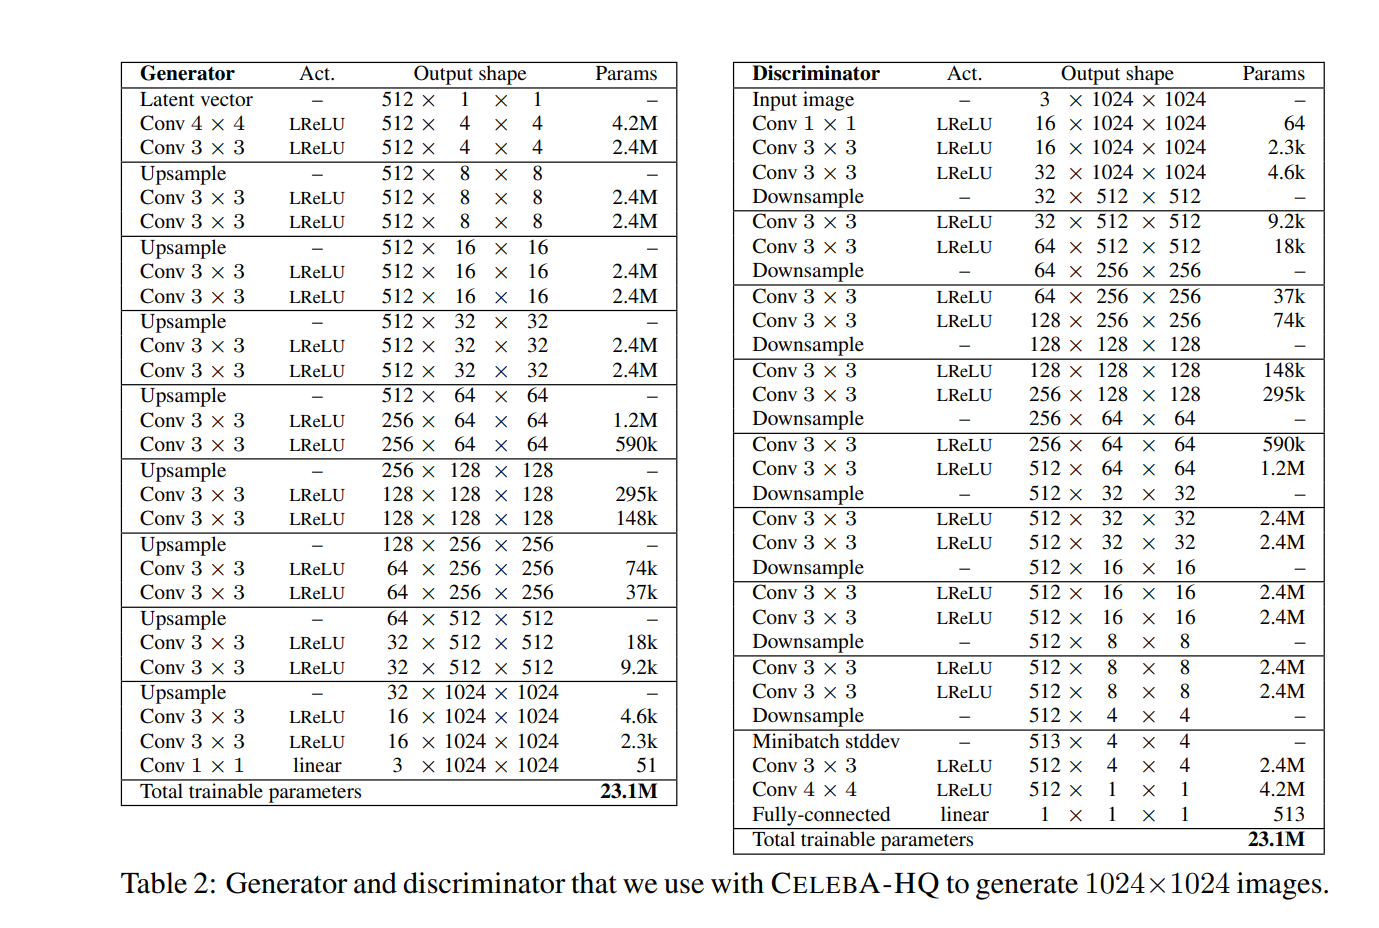 Generator Act. Output shape Params
Latent vector – 512 × 1 × 1 –
Conv 4 × 4 LReLU 512 × 4 × 4 4.2M
Conv 3 × 3 LReLU 512 × 4 × 4 2.4M
Upsample – 512 × 8 × 8 –
Conv 3 × 3 LReLU 512 × 8 × 8 2.4M
Conv 3 × 3 LReLU 512 × 8 × 8 2.4M
Upsample – 512 × 16 × 16 –
Conv 3 × 3 LReLU 512 × 16 × 16 2.4M
Conv 3 × 3 LReLU 512 × 16 × 16 2.4M
Upsample – 512 × 32 × 32 –
Conv 3 × 3 LReLU 512 × 32 × 32 2.4M
Conv 3 × 3 LReLU 512 × 32 × 32 2.4M
Upsample – 512 × 64 × 64 –
Conv 3 × 3 LReLU 256 × 64 × 64 1.2M
Conv 3 × 3 LReLU 256 × 64 × 64 590k
Upsample – 256 × 128 × 128 –
Conv 3 × 3 LReLU 128 × 128 × 128 295k
Conv 3 × 3 LReLU 128 × 128 × 128 148k
Upsample – 128 × 256 × 256 –
Conv 3 × 3 LReLU 64 × 256 × 256 74k
Conv 3 × 3 LReLU 64 × 256 × 256 37k
Upsample – 64 × 512 × 512 –
Conv 3 × 3 LReLU 32 × 512 × 512 18k
Conv 3 × 3 LReLU 32 × 512 × 512 9.2k
Upsample – 32 × 1024 × 1024 –
Conv 3 × 3 LReLU 16 × 1024 × 1024 4.6k
Conv 3 × 3 LReLU 16 × 1024 × 1024 2.3k
Conv 1 × 1 linear 3 × 1024 × 1024 51
Total trainable parameters 23.1M
Discriminator Act. Output shape Params
Input image – 3 × 1024 × 1024 –
Conv 1 × 1 LReLU 16 × 1024 × 1024 64
Conv 3 × 3 LReLU 16 × 1024 × 1024 2.3k
Conv 3 × 3 LReLU 32 × 1024 × 1024 4.6k
Downsample – 32 × 512 × 512 –
Conv 3 × 3 LReLU 32 × 512 × 512 9.2k
Conv 3 × 3 LReLU 64 × 512 × 512 18k
Downsample – 64 × 256 × 256 –
Conv 3 × 3 LReLU 64 × 256 × 256 37k
Conv 3 × 3 LReLU 128 × 256 × 256 74k
Downsample – 128 × 128 × 128 –
Conv 3 × 3 LReLU 128 × 128 × 128 148k
Conv 3 × 3 LReLU 256 × 128 × 128 295k
Downsample – 256 × 64 × 64 –
Conv 3 × 3 LReLU 256 × 64 × 64 590k
Conv 3 × 3 LReLU 512 × 64 × 64 1.2M
Downsample – 512 × 32 × 32 –
Conv 3 × 3 LReLU 512 × 32 × 32 2.4M
Conv 3 × 3 LReLU 512 × 32 × 32 2.4M
Downsample – 512 × 16 × 16 –
Conv 3 × 3 LReLU 512 × 16 × 16 2.4M
Conv 3 × 3 LReLU 512 × 16 × 16 2.4M
Downsample – 512 × 8 × 8 –
Conv 3 × 3 LReLU 512 × 8 × 8 2.4M
Conv 3 × 3 LReLU 512 × 8 × 8 2.4M
Downsample – 512 × 4 × 4 –
Minibatch stddev – 513 × 4 × 4 –
Conv 3 × 3 LReLU 512 × 4 × 4 2.4M
Conv 4 × 4 LReLU 512 × 1 × 1 4.2M
Fully-connected linear 1 × 1 × 1 513
Total trainable parameters 23.1M
Table 2: Generator and discriminator that we use with CELEBA-HQ to generate 1024×1024 images.